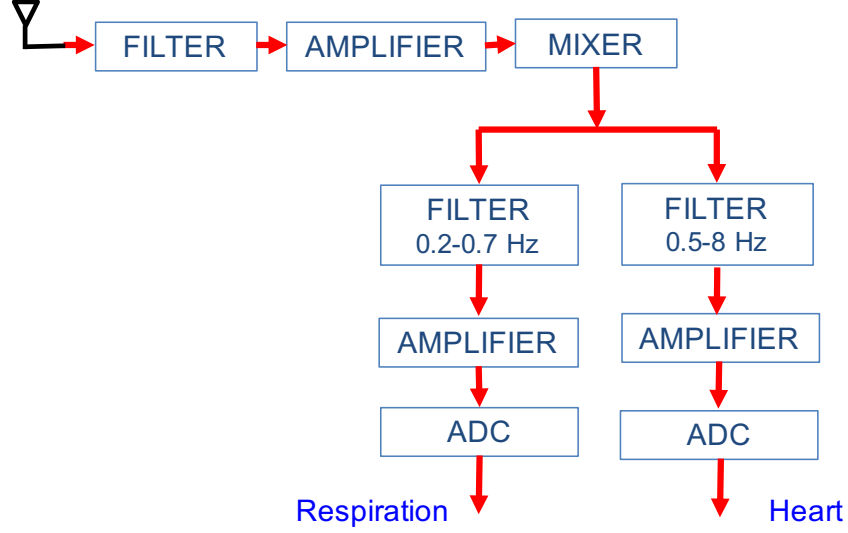 FILTER
AMPLIFIER
MIXER
FILTER
0.2-0.7 Hz
FILTER
0.5-8 Hz
AMPLIFIER
AMPLIFIER
ADC
ADC
Respiration
Heart